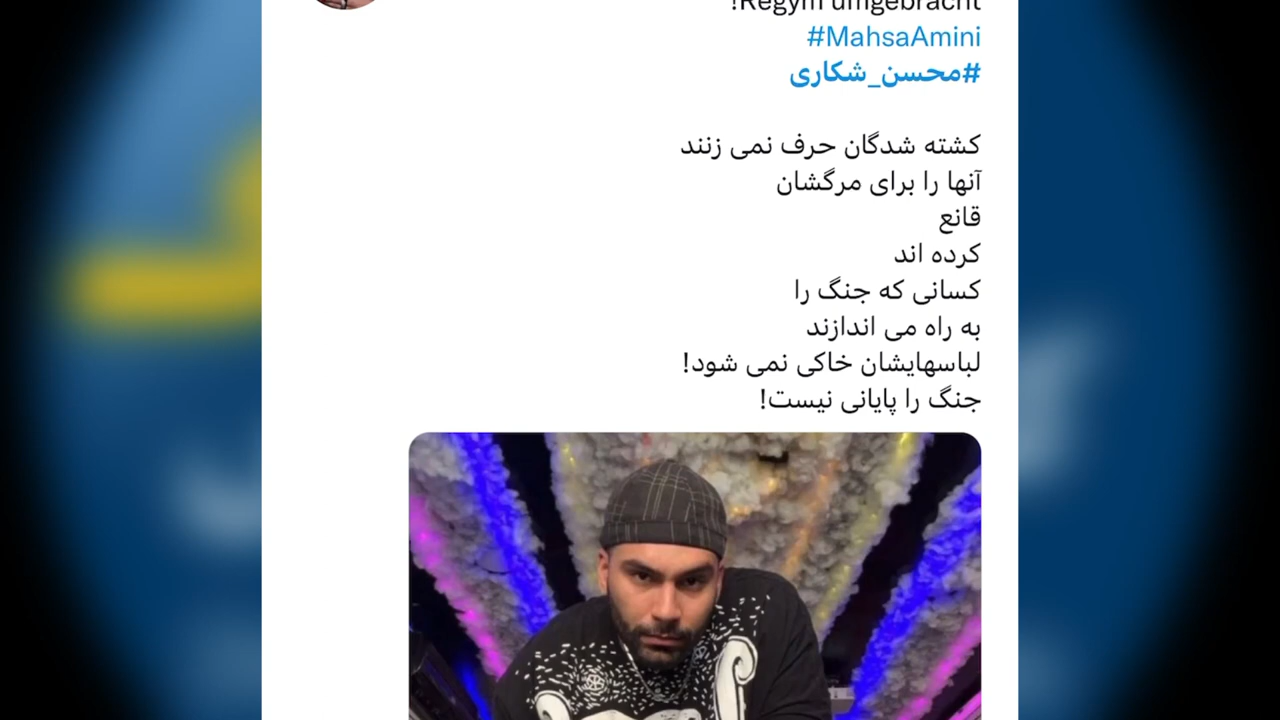 !Regym umgebracht
#MahsaAmini
#محسن_شکاری
کشته شدگان حرف نمی زنند
آنها را برای مرگشان
قانع
کرده اند
کسانی که جنگ را
به راه می اندازند
لباسهایشان خاکی نمی شود!
جنگ را پایانی نیست!